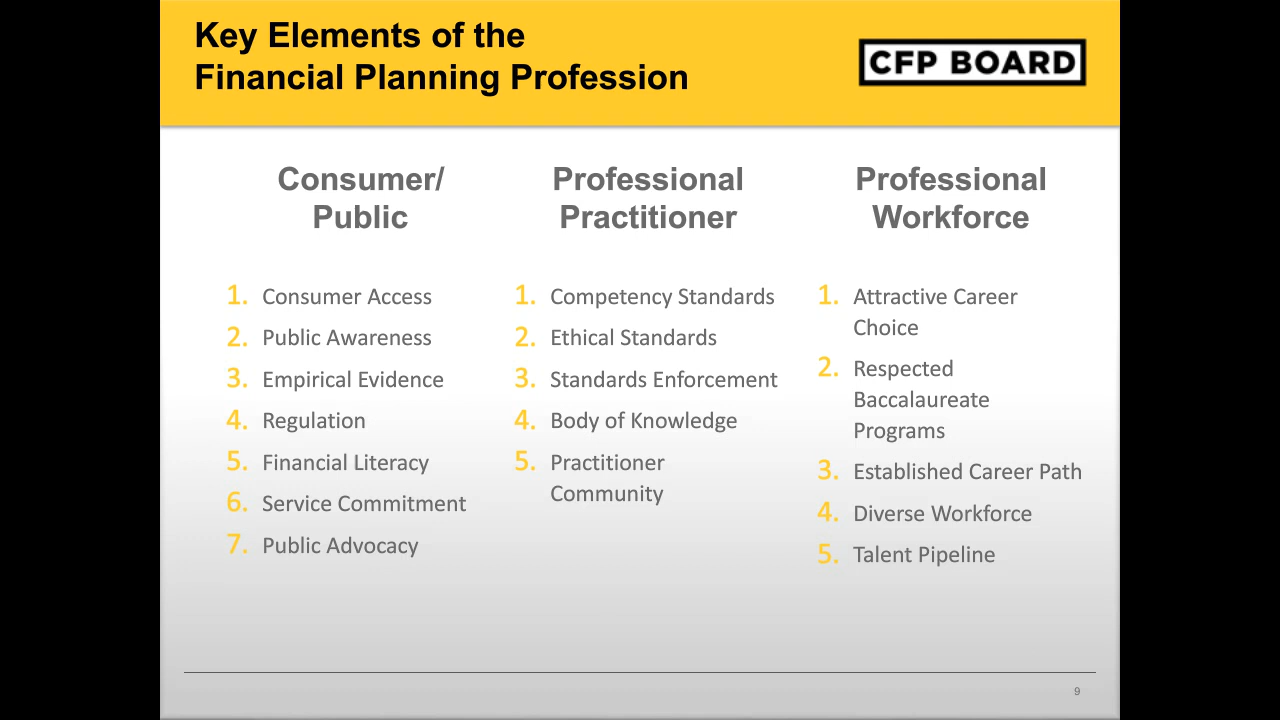 Key Elements of the
Financial Planning Profession
CFP BOARD
Consumer/
Public
1. Consumer Access
2. Public Awareness
3. Empirical Evidence
4. Regulation
5. Financial Literacy
6. Service Commitment
7. Public Advocacy
Professional
Practitioner
1. Competency Standards
2. Ethical Standards
3. Standards Enforcement
4. Body of Knowledge
5. Practitioner
Community
Professional
Workforce
1. Attractive Career
Choice
2. Respected
Baccalaureate
Programs
3. Established Career Path
4. Diverse Workforce
5. Talent Pipeline
9